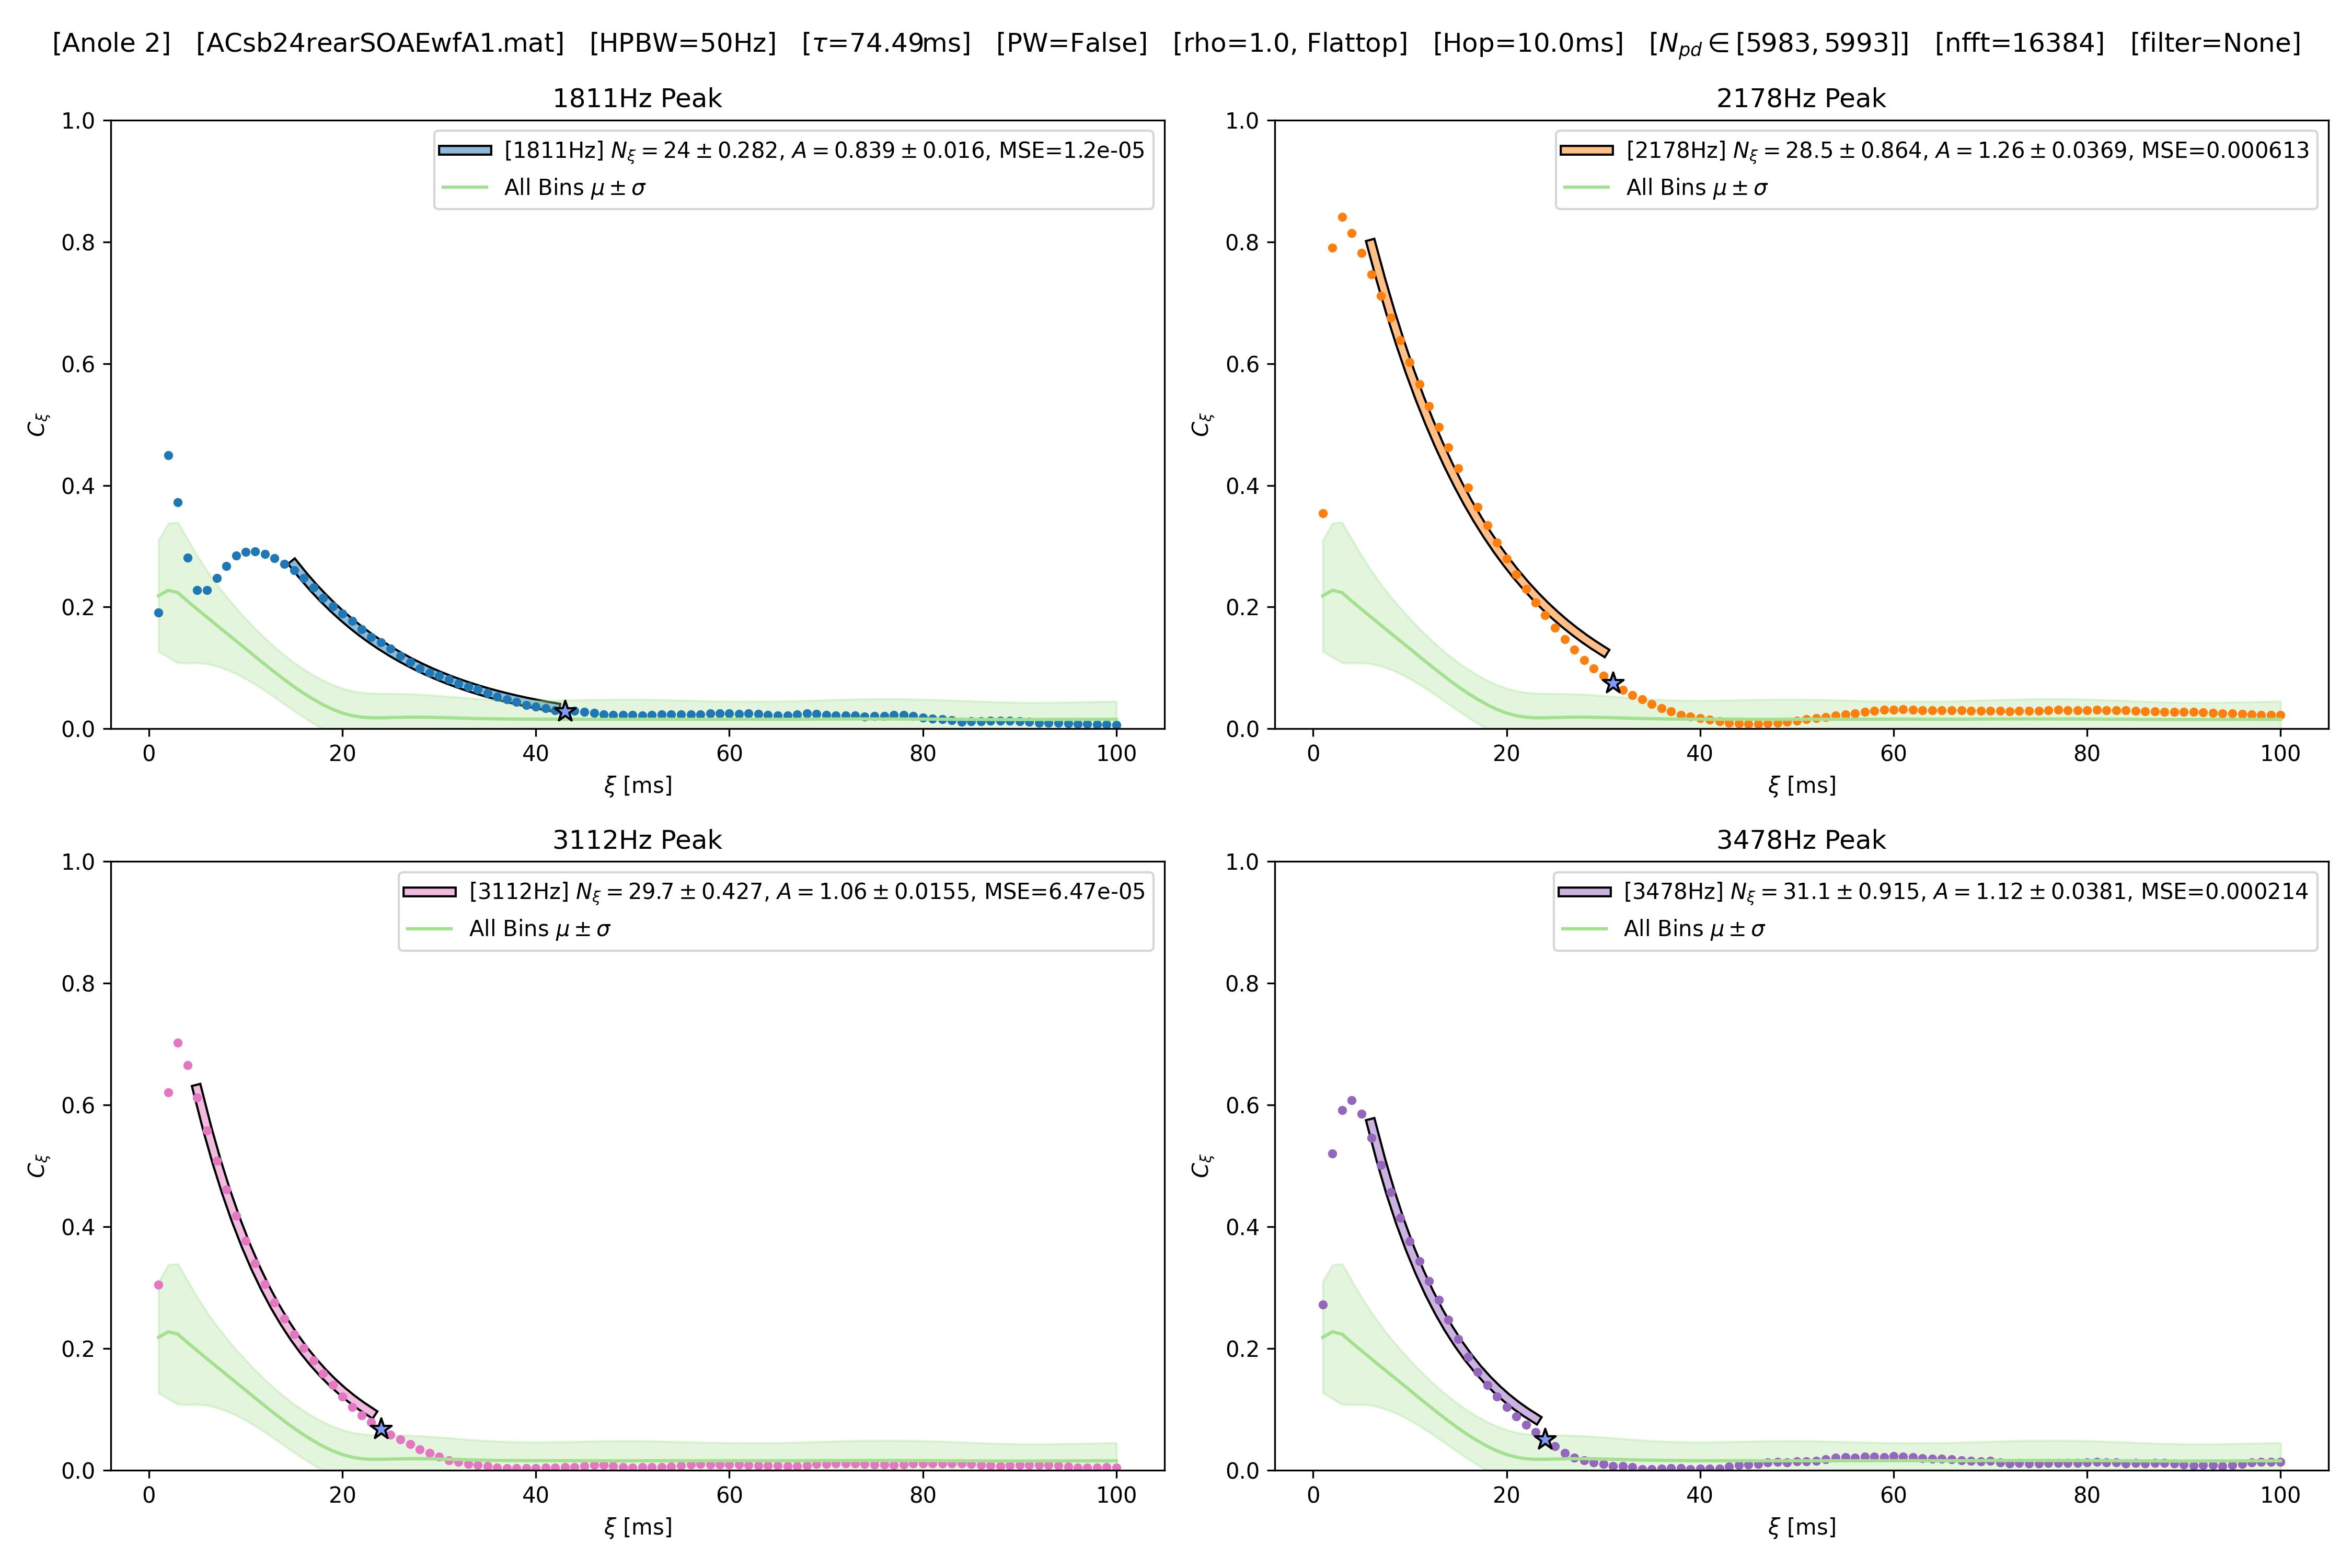 [Anole 2] [ACsb24rearSOAEwfA1.mat] [HPBW=50Hz] [τ=74.49ms] [PW=False] [rho=1.0, Flattop] [Hop=10.0ms] [N_pd ∈ [5983, 5993]] [nfft=16384] [filter=None]
1811Hz Peak
[1811Hz] N_ξ = 24 ± 0.282, A = 0.839 ± 0.016, MSE=1.2e-05
All Bins μ ± σ
1.0
0.8
0.6
0.4
0.2
0.0
C_ξ
0 20 40 60 80 100
ξ [ms]
2178Hz Peak
[2178Hz] N_ξ = 28.5 ± 0.864, A = 1.26 ± 0.0369, MSE=0.000613
All Bins μ ± σ
1.0
0.8
0.6
0.4
0.2
0.0
C_ξ
0 20 40 60 80 100
ξ [ms]
3112Hz Peak
[3112Hz] N_ξ = 29.7 ± 0.427, A = 1.06 ± 0.0155, MSE=6.47e-05
All Bins μ ± σ
1.0
0.8
0.6
0.4
0.2
0.0
C_ξ
0 20 40 60 80 100
ξ [ms]
3478Hz Peak
[3478Hz] N_ξ = 31.1 ± 0.915, A = 1.12 ± 0.0381, MSE=0.000214
All Bins μ ± σ
1.0
0.8
0.6
0.4
0.2
0.0
C_ξ
0 20 40 60 80 100
ξ [ms]